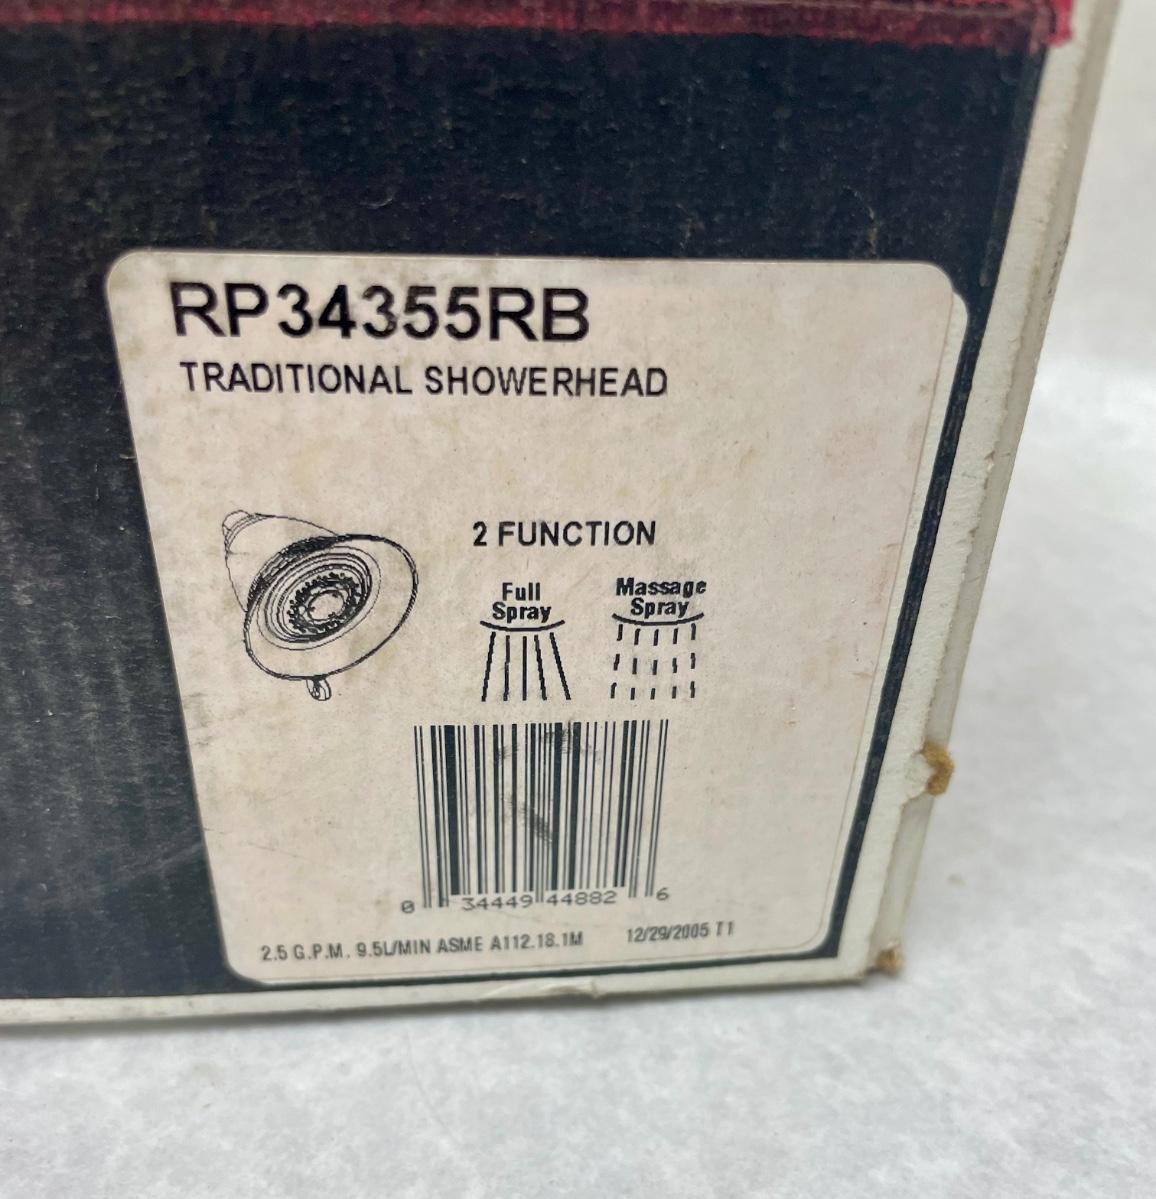 RP34355RB
TRADITIONAL SHOWERHEAD
2 FUNCTION
Full
Spray
Massage
Spray
0 34449 44882 6
2.5 G.P.M. 9.5L/MIN ASME A112.18.1M 12/29/2005 T1